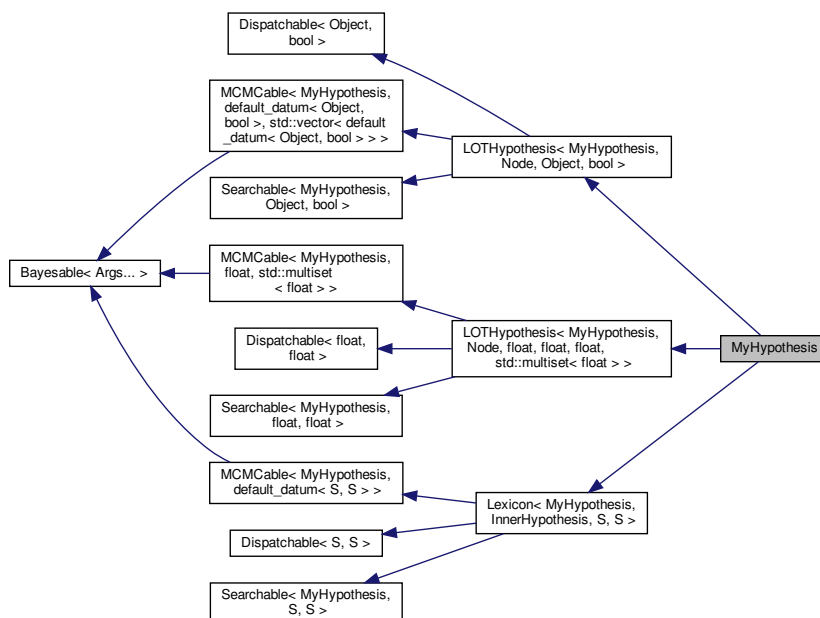 Dispatchable< Object,
bool >
MCMCable< MyHypothesis,
default_datum< Object,
bool >, std::vector< default
_datum< Object, bool > > >
LOTHypothesis< MyHypothesis,
Node, Object, bool >
Searchable< MyHypothesis,
Object, bool >
Bayesable< Args... >
MCMCable< MyHypothesis,
float, std::multiset
< float > >
Dispatchable< float,
float >
LOTHypothesis< MyHypothesis,
Node, float, float, float,
std::multiset< float > >
MyHypothesis
Searchable< MyHypothesis,
float, float >
MCMCable< MyHypothesis,
default_datum< S, S > >
Lexicon< MyHypothesis,
InnerHypothesis, S, S >
Dispatchable< S, S >
Searchable< MyHypothesis,
S, S >